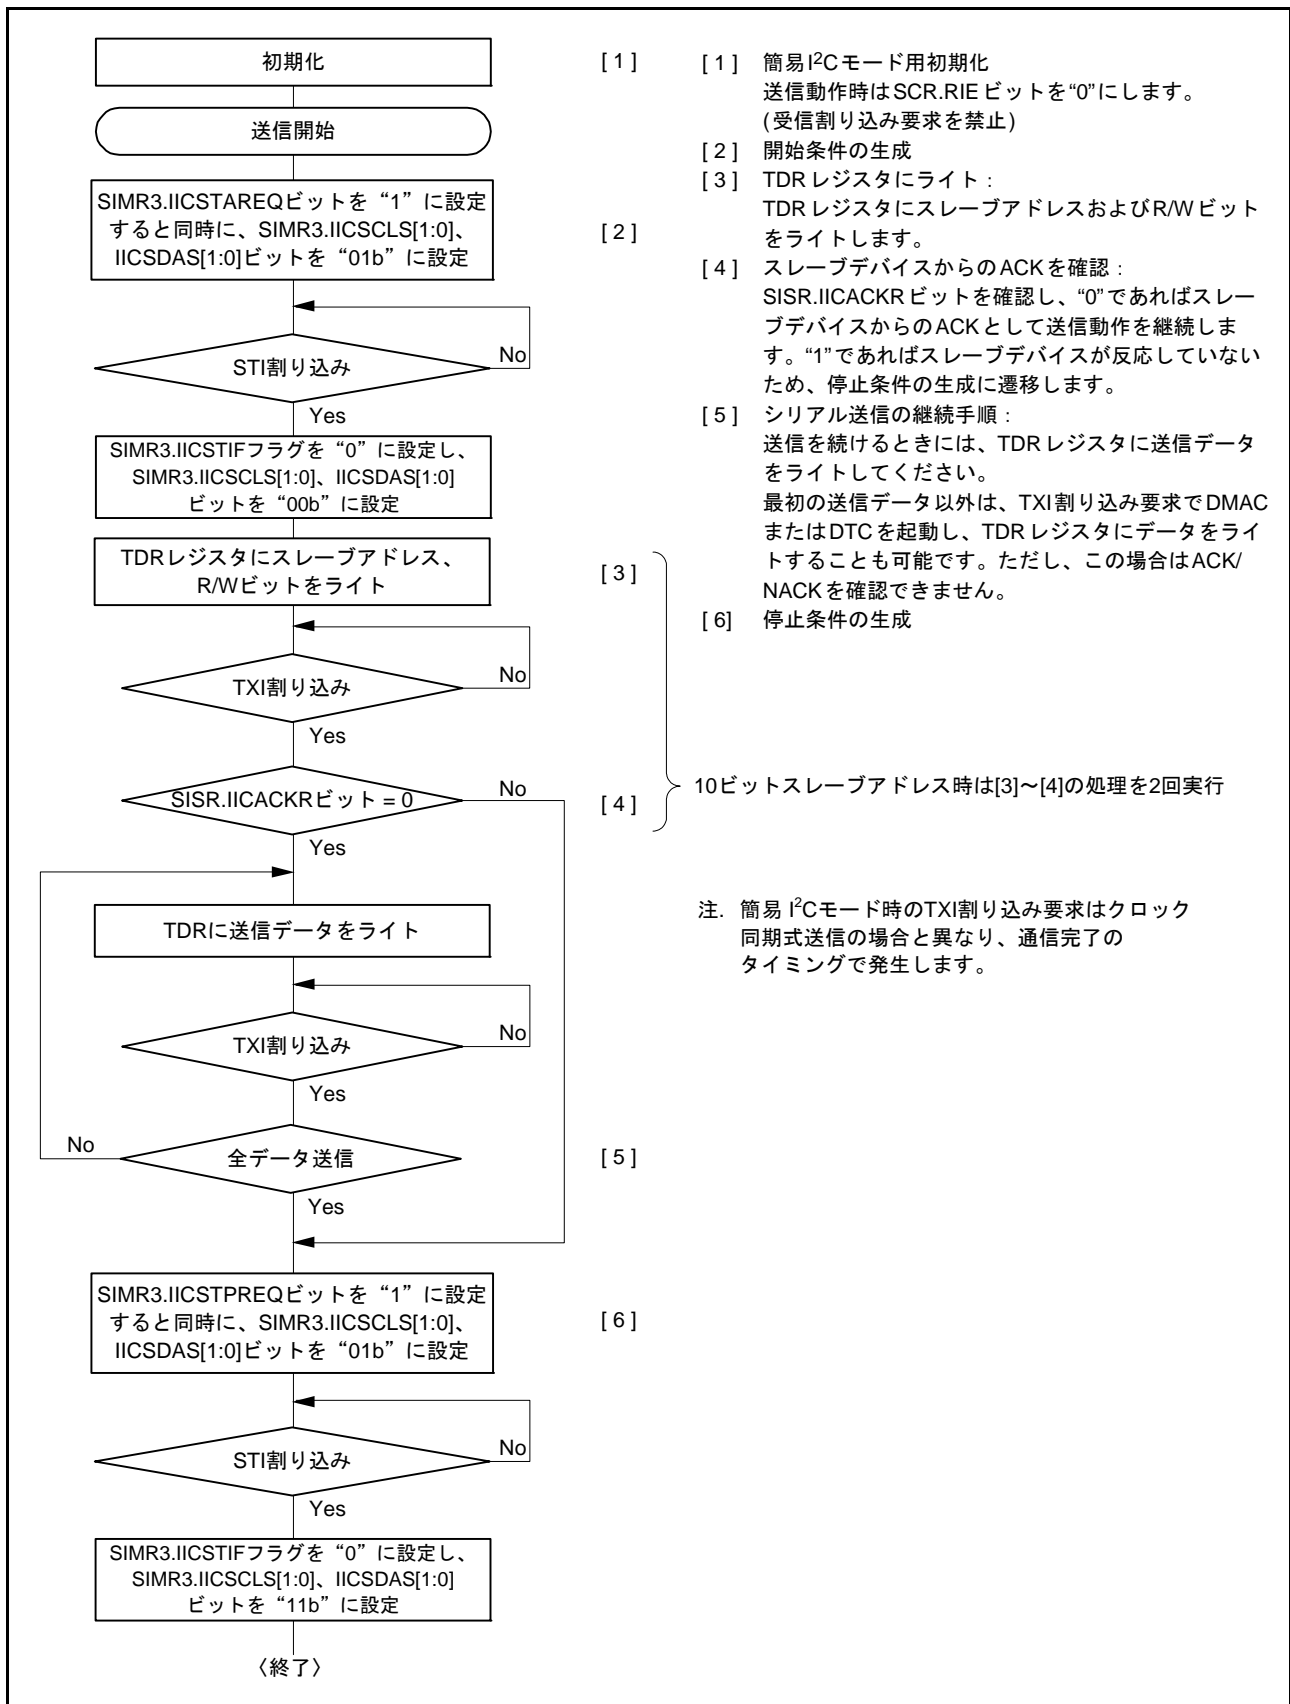 初期化
[ 1 ]
送信開始
SIMR3.IICSTAREQビットを“1”に設定
すると同時に、SIMR3.IICSCLS[1:0]、
IICSDAS[1:0]ビットを“01b”に設定
[ 2 ]
STI割り込み
No
Yes
SIMR3.IICSTIFフラグを“0”に設定し、
SIMR3.IICSCLS[1:0]、IICSDAS[1:0]
ビットを“00b”に設定
TDRレジスタにスレーブアドレス、
R/Wビットをライト
[ 3 ]
TXI割り込み
No
Yes
SISR.IICACKRビット = 0
No
[ 4 ]
Yes
TDRに送信データをライト
TXI割り込み
No
Yes
全データ送信
No
[ 5 ]
Yes
SIMR3.IICSTPREQビットを“1”に設定
すると同時に、SIMR3.IICSCLS[1:0]、
IICSDAS[1:0]ビットを“01b”に設定
[ 6 ]
STI割り込み
No
Yes
SIMR3.IICSTIFフラグを“0”に設定し、
SIMR3.IICSCLS[1:0]、IICSDAS[1:0]
ビットを“11b”に設定
〈終了〉
[ 1 ] 簡易I2Cモード用初期化
送信動作時はSCR.RIEビットを“0”にします。
(受信割り込み要求を禁止)
[ 2 ] 開始条件の生成
[ 3 ] TDRレジスタにライト：
TDRレジスタにスレーブアドレスおよびR/Wビット
をライトします。
[ 4 ] スレーブデバイスからのACKを確認：
SISR.IICACKRビットを確認し、“0”であればスレー
ブデバイスからのACKとして送信動作を継続しま
す。“1”であればスレーブデバイスが反応していない
ため、停止条件の生成に遷移します。
[ 5 ] シリアル送信の継続手順：
送信を続けるときには、TDRレジスタに送信データ
をライトしてください。
最初の送信データ以外は、TXI割り込み要求でDMAC
またはDTCを起動し、TDRレジスタにデータをライ
トすることも可能です。ただし、この場合はACK/
NACKを確認できません。
[ 6] 停止条件の生成
10ビットスレーブアドレス時は[3]～[4]の処理を2回実行
注. 簡易 I2Cモード時のTXI割り込み要求はクロック
同期式送信の場合と異なり、通信完了の
タイミングで発生します。